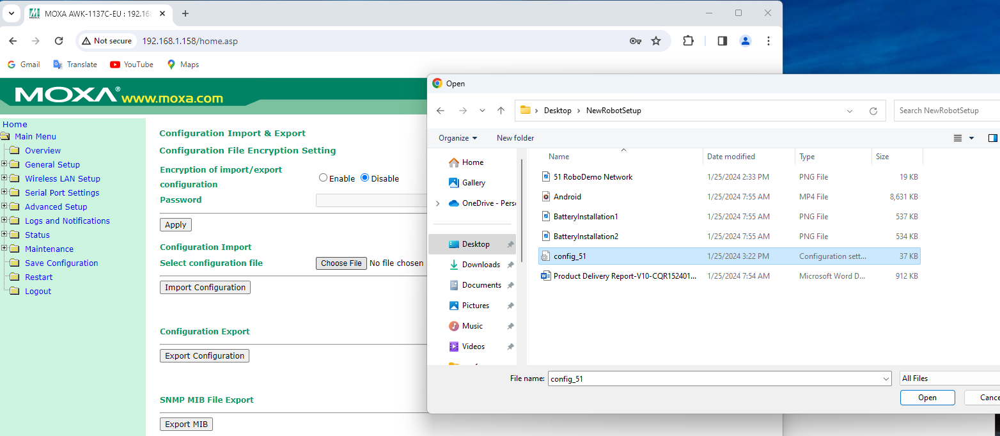 MOXA AWK-1137C-EU : 192.16
Not secure 192.168.1.158/home.asp
Gmail Translate YouTube Maps
MOXA® www.moxa.com
Home
Main Menu
Overview
General Setup
Wireless LAN Setup
Serial Port Settings
Advanced Setup
Logs and Notifications
Status
Maintenance
Save Configuration
Restart
Logout
Configuration Import & Export
Configuration File Encryption Setting
Encryption of import/export
configuration
Enable Disable
Password
Apply
Configuration Import
Select configuration file Choose File No file chosen
Import Configuration
Configuration Export
Export Configuration
SNMP MIB File Export
Export MIB
Open
Desktop NewRobotSetup Search NewRobotSetup
Organize New folder
Home
Gallery
OneDrive - Perso
Desktop
Downloads
Documents
Pictures
Music
Videos
Name Date modified Type Size
51 RoboDemo Network 1/25/2024 2:33 PM PNG File 19 KB
Android 1/25/2024 7:55 AM MP4 File 8,631 KB
BatteryInstallation1 1/25/2024 7:55 AM PNG File 537 KB
BatteryInstallation2 1/25/2024 7:55 AM PNG File 534 KB
config_51 1/25/2024 3:22 PM Configuration sett... 37 KB
Product Delivery Report-V10-CQR152401... 1/25/2024 7:54 AM Microsoft Word D... 912 KB
File name: config_51 All Files
Open Cance